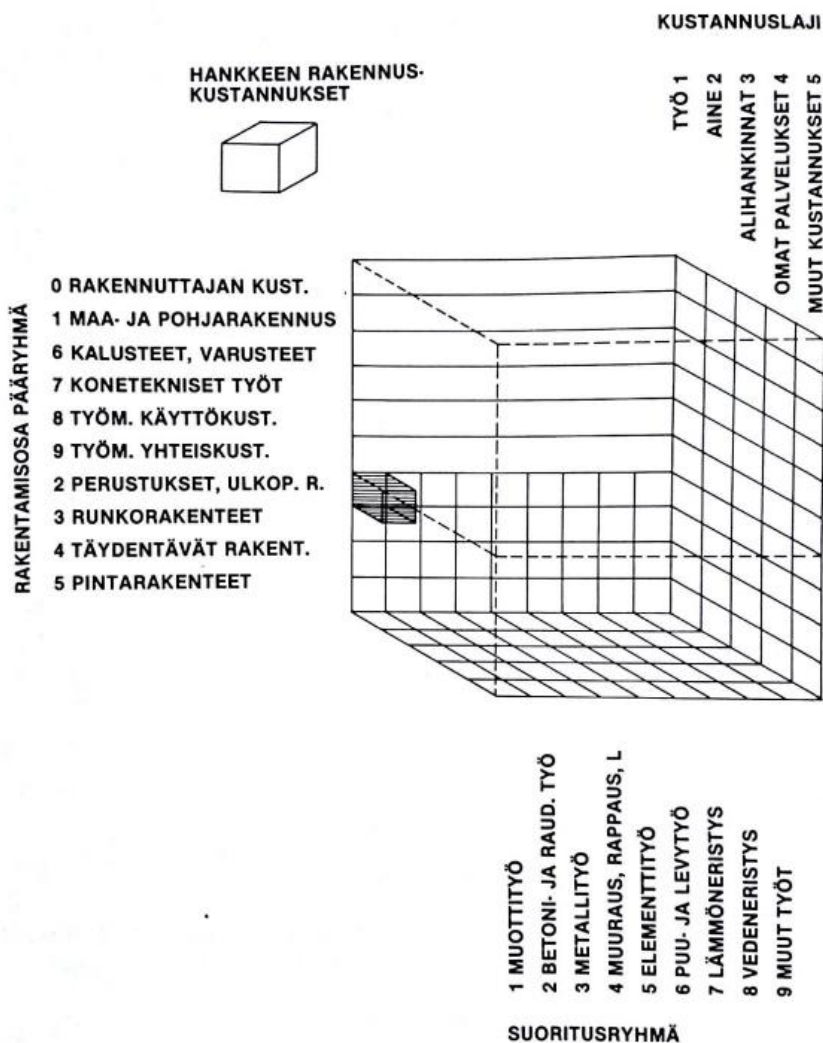 KUSTANNUSLAJI
HANKKEEN RAKENNUS-
KUSTANNUKSET
TYÖ 1
AINE 2
ALIHANKINNAT 3
OMAT PALVELUKSET 4
MUUT KUSTANNUKSET 5
RAKENTAMISOSA PÄÄRYHMÄ
0 RAKENNUTTAJAN KUST.
1 MAA- JA POHJARAKENNUS
6 KALUSTEET, VARUSTEET
7 KONETEKNISET TYÖT
8 TYÖM. KÄYTTÖKUST.
9 TYÖM. YHTEISKUST.
2 PERUSTUKSET, ULKOP. R.
3 RUNKORAKENTEET
4 TÄYDENTÄVÄT RAKENT.
5 PINTARAKENTEET
1 MUOTTITYÖ
2 BETONI- JA RAUD. TYÖ
3 METALLITYÖ
4 MUURAUS, RAPPAUS, L
5 ELEMENTTITYÖ
6 PUU- JA LEVYTYÖ
7 LÄMMÖNERISTYS
8 VEDENERISTYS
9 MUUT TYÖT
SUORITUSRYHMÄ